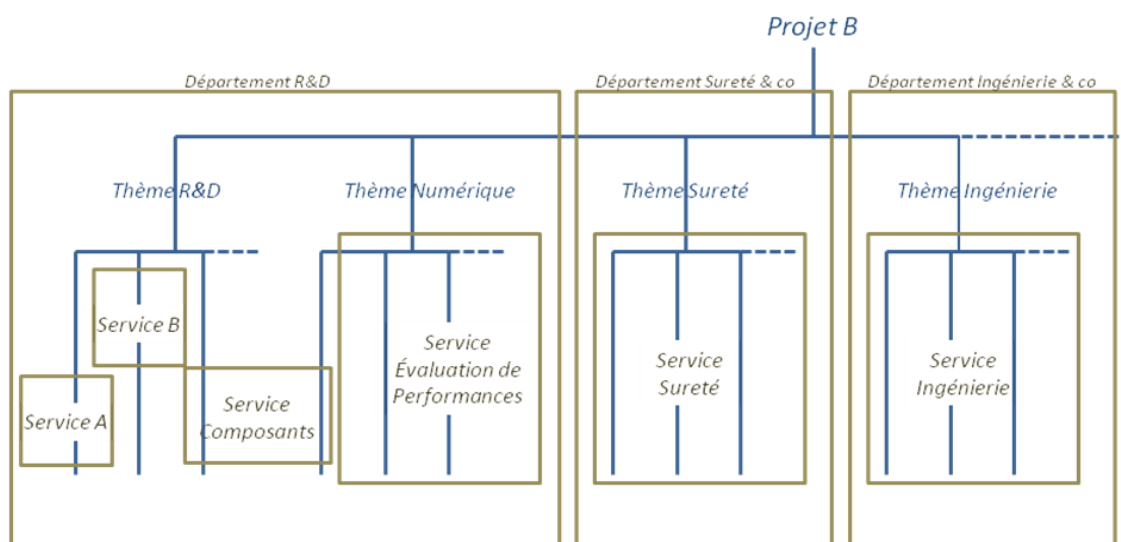 Projet B
Département R&D
Département Sureté & co
Département Ingénierie & co
Thème R&D
Thème Numérique
Thème Sureté
Thème Ingénierie
Service B
Service A
Service
Composants
Service
Évaluation de
Performances
Service
Sureté
Service
Ingénierie